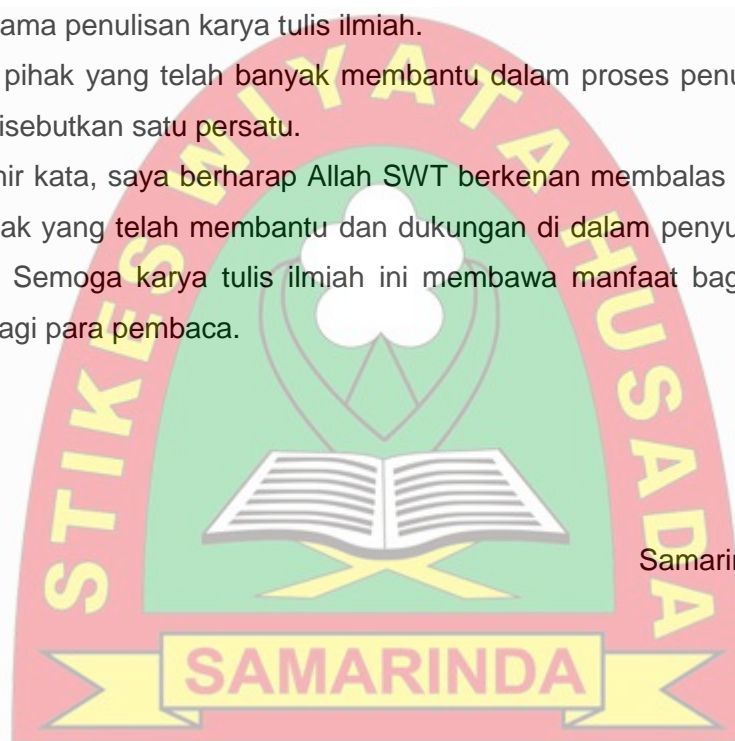 ama penulisan karya tulis ilmiah.
pihak yang telah banyak membantu dalam proses penu
isebutkan satu persatu.
ir kata, saya berharap Allah SWT berkenan membalas
ak yang telah membantu dan dukungan di dalam penyu
Semoga karya tulis ilmiah ini membawa manfaat bag
agi para pembaca.
Samarin
STIKES WIYATA HUSADA
SAMARINDA